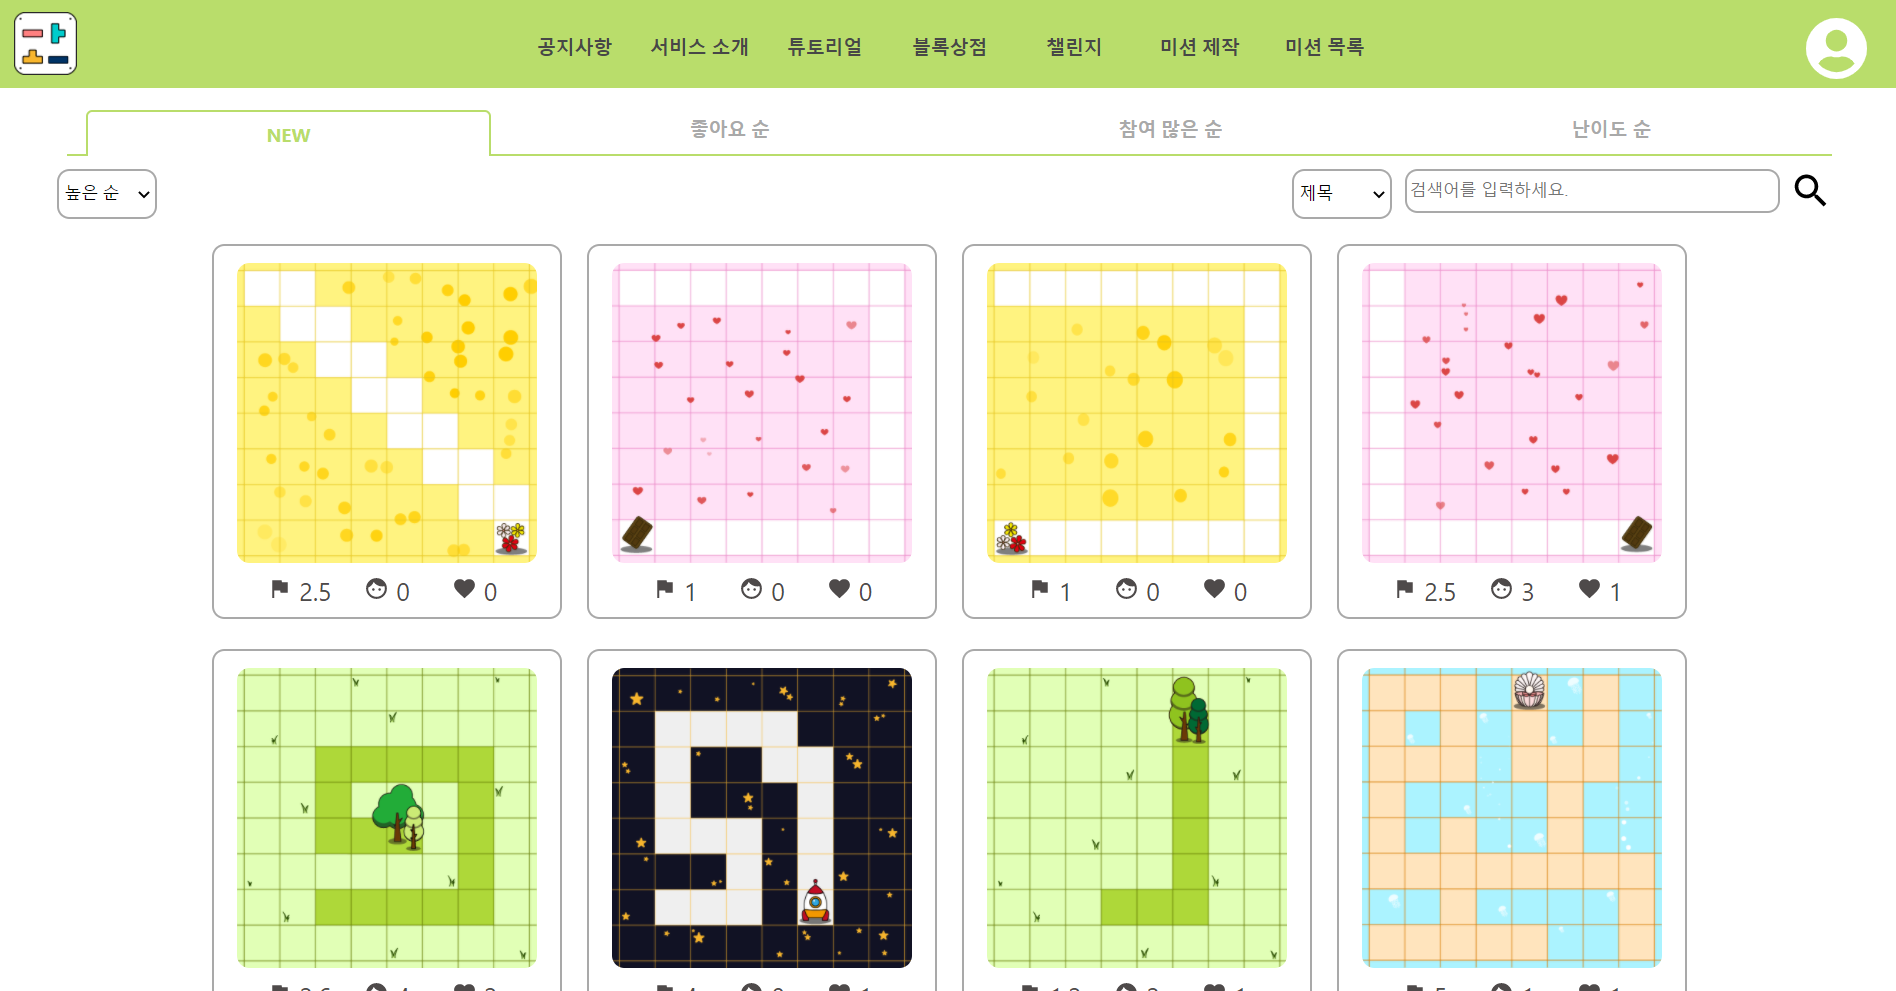 공지사항 서비스 소개 튜토리얼 블록상점 챌린지 미션 제작 미션 목록
NEW 좋아요 순 참여 많은 순 난이도 순
높은 순 제목 검색어를 입력하세요.
2.5 0 0 1 0 0 1 0 0 2.5 3 1